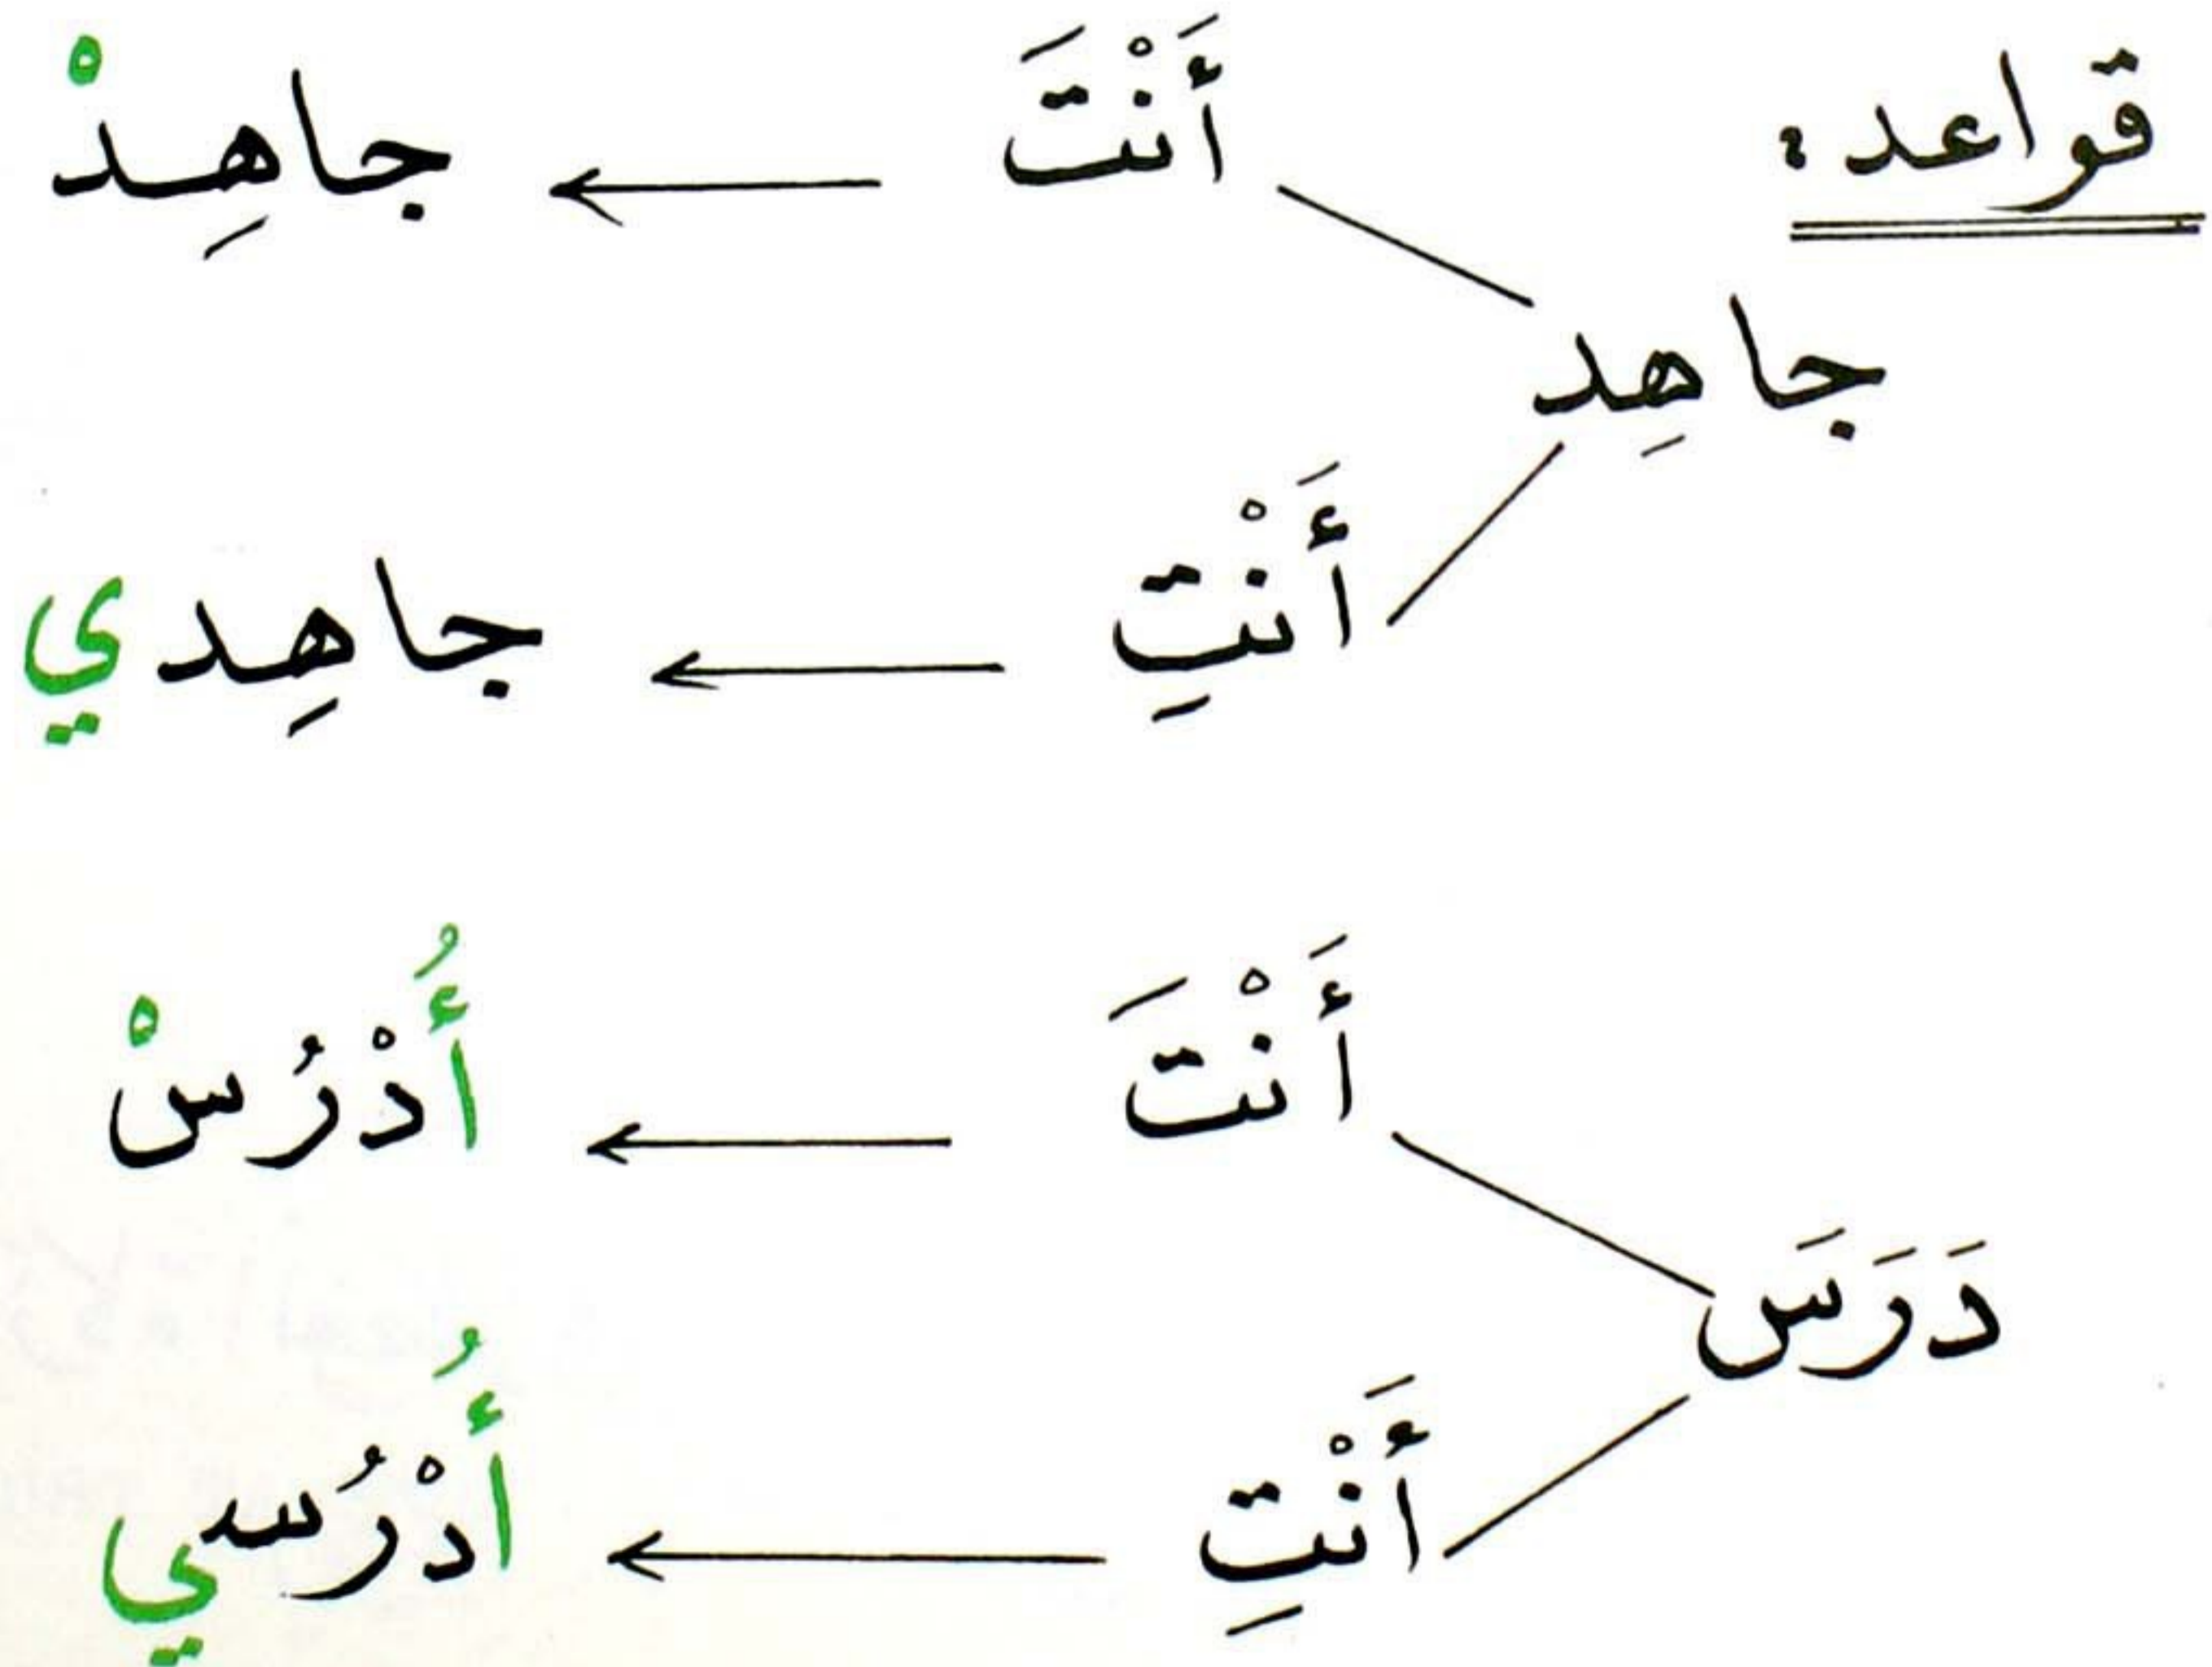 قواعد:
أَنْتَ ← جاهِدْ
جاهِد
أَنْتِ ← جاهِدي
أَنْتَ ← أُدْرُسْ
دَرَسَ
أَنْتِ ← أُدْرُسي